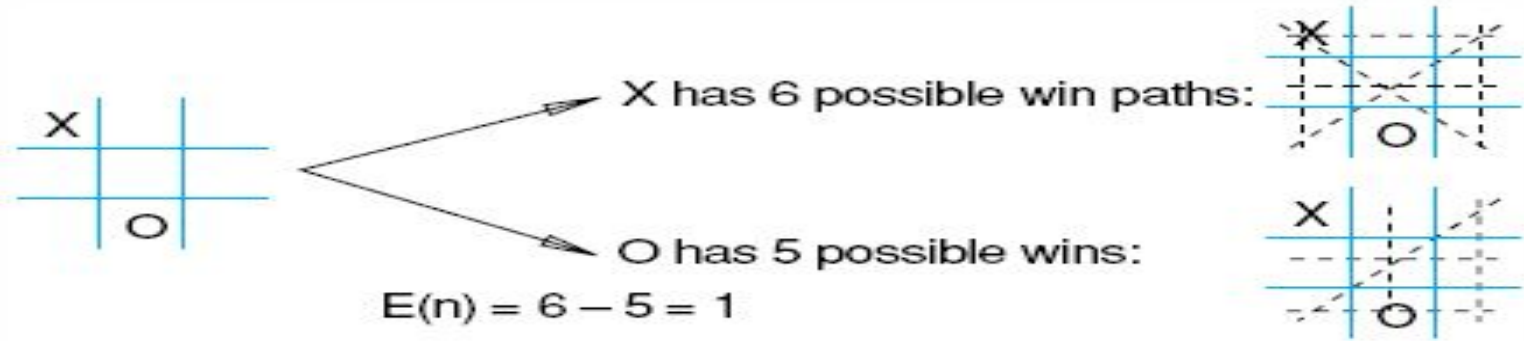 X
O
X has 6 possible win paths:
X
O
O has 5 possible wins:
X
O
E(n) = 6 – 5 = 1